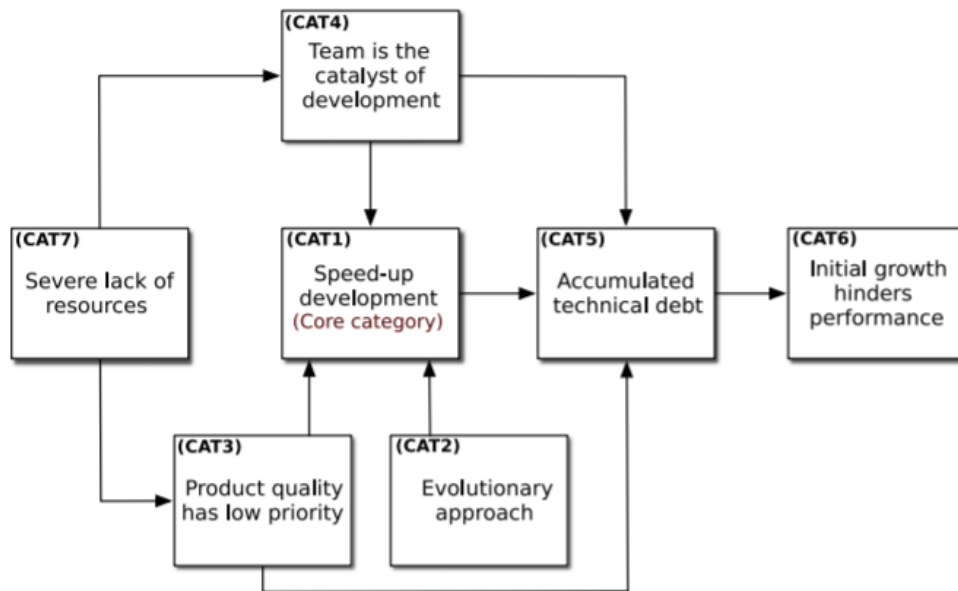 (CAT4)
Team is the
catalyst of
development
(CAT7)
Severe lack of
resources
(CAT1)
Speed-up
development
(Core category)
(CAT5)
Accumulated
technical debt
(CAT6)
Initial growth
hinders
performance
(CAT3)
Product quality
has low priority
(CAT2)
Evolutionary
approach